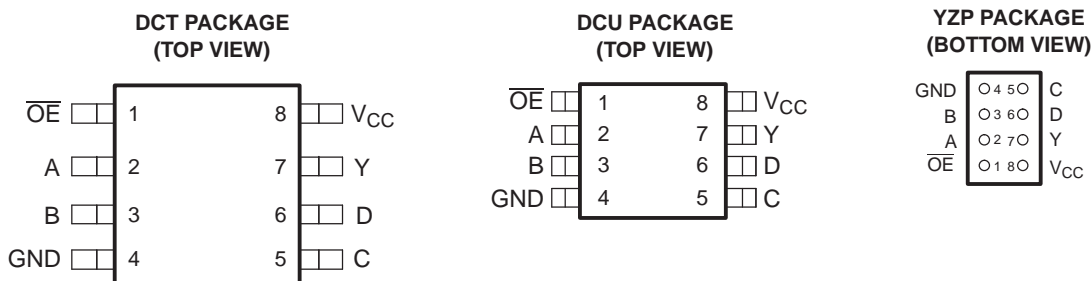 DCT PACKAGE
(TOP VIEW)
OE 1 8 VCC
A 2 7 Y
B 3 6 D
GND 4 5 C
DCU PACKAGE
(TOP VIEW)
OE 1 8 VCC
A 2 7 Y
B 3 6 D
GND 4 5 C
YZP PACKAGE
(BOTTOM VIEW)
GND 4 5 C
B 3 6 D
A 2 7 Y
OE 1 8 VCC